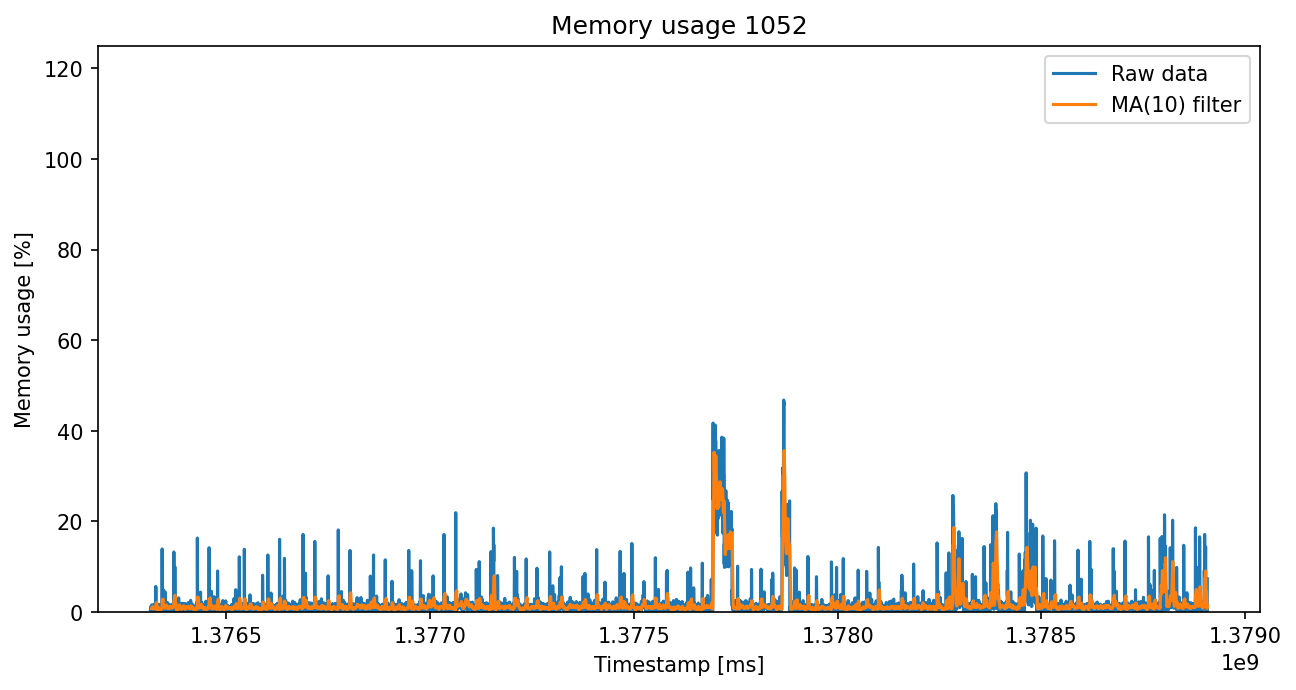 Memory usage 1052
Raw data
MA(10) filter
Memory usage [%]
120
100
80
60
40
20
0
1.3765 1.3770 1.3775 1.3780 1.3785 1.3790
1e9
Timestamp [ms]